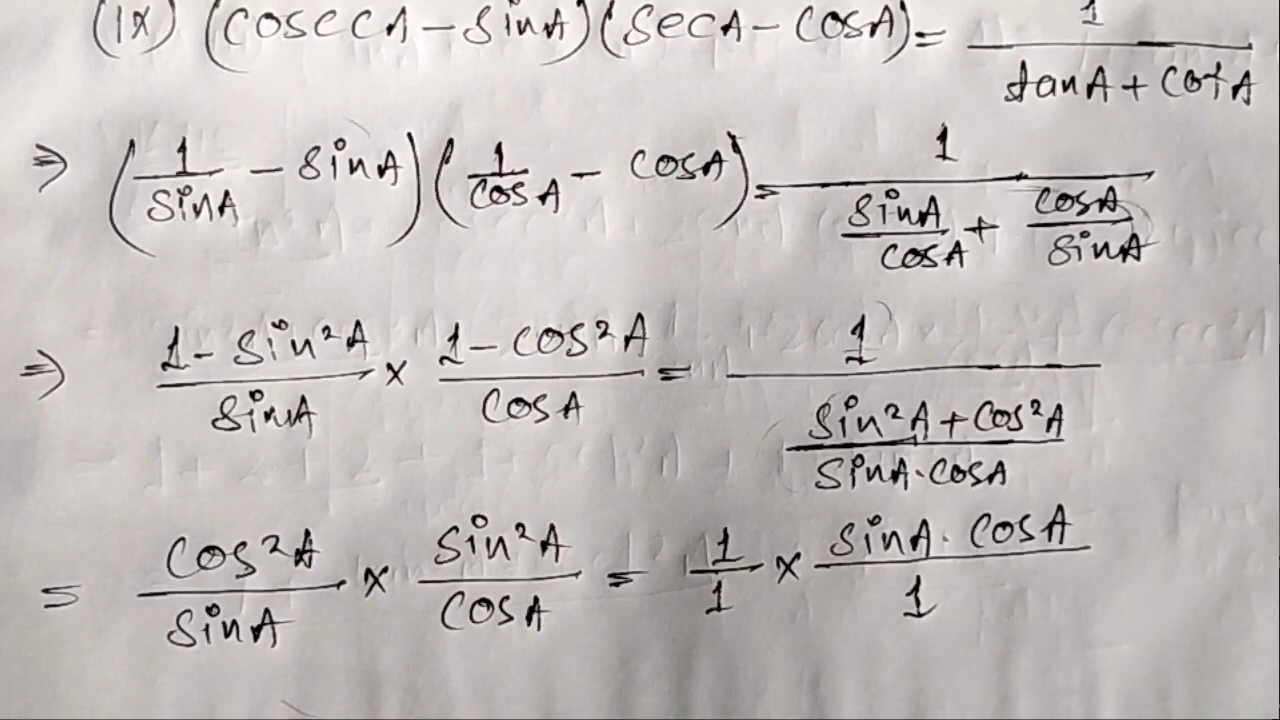 (ix) (cosecA - sinA)(secA - cosA) = 1/(tanA + cotA)
⇒ (1/sinA - sinA)(1/cosA - cosA) = 1/(sinA/cosA + cosA/sinA)
⇒ (1 - sin²A)/sinA × (1 - cos²A)/cosA = 1/((sin²A + cos²A)/(sinA·cosA))
= cos²A/sinA × sin²A/cosA = 1/1 × (sinA·cosA)/1